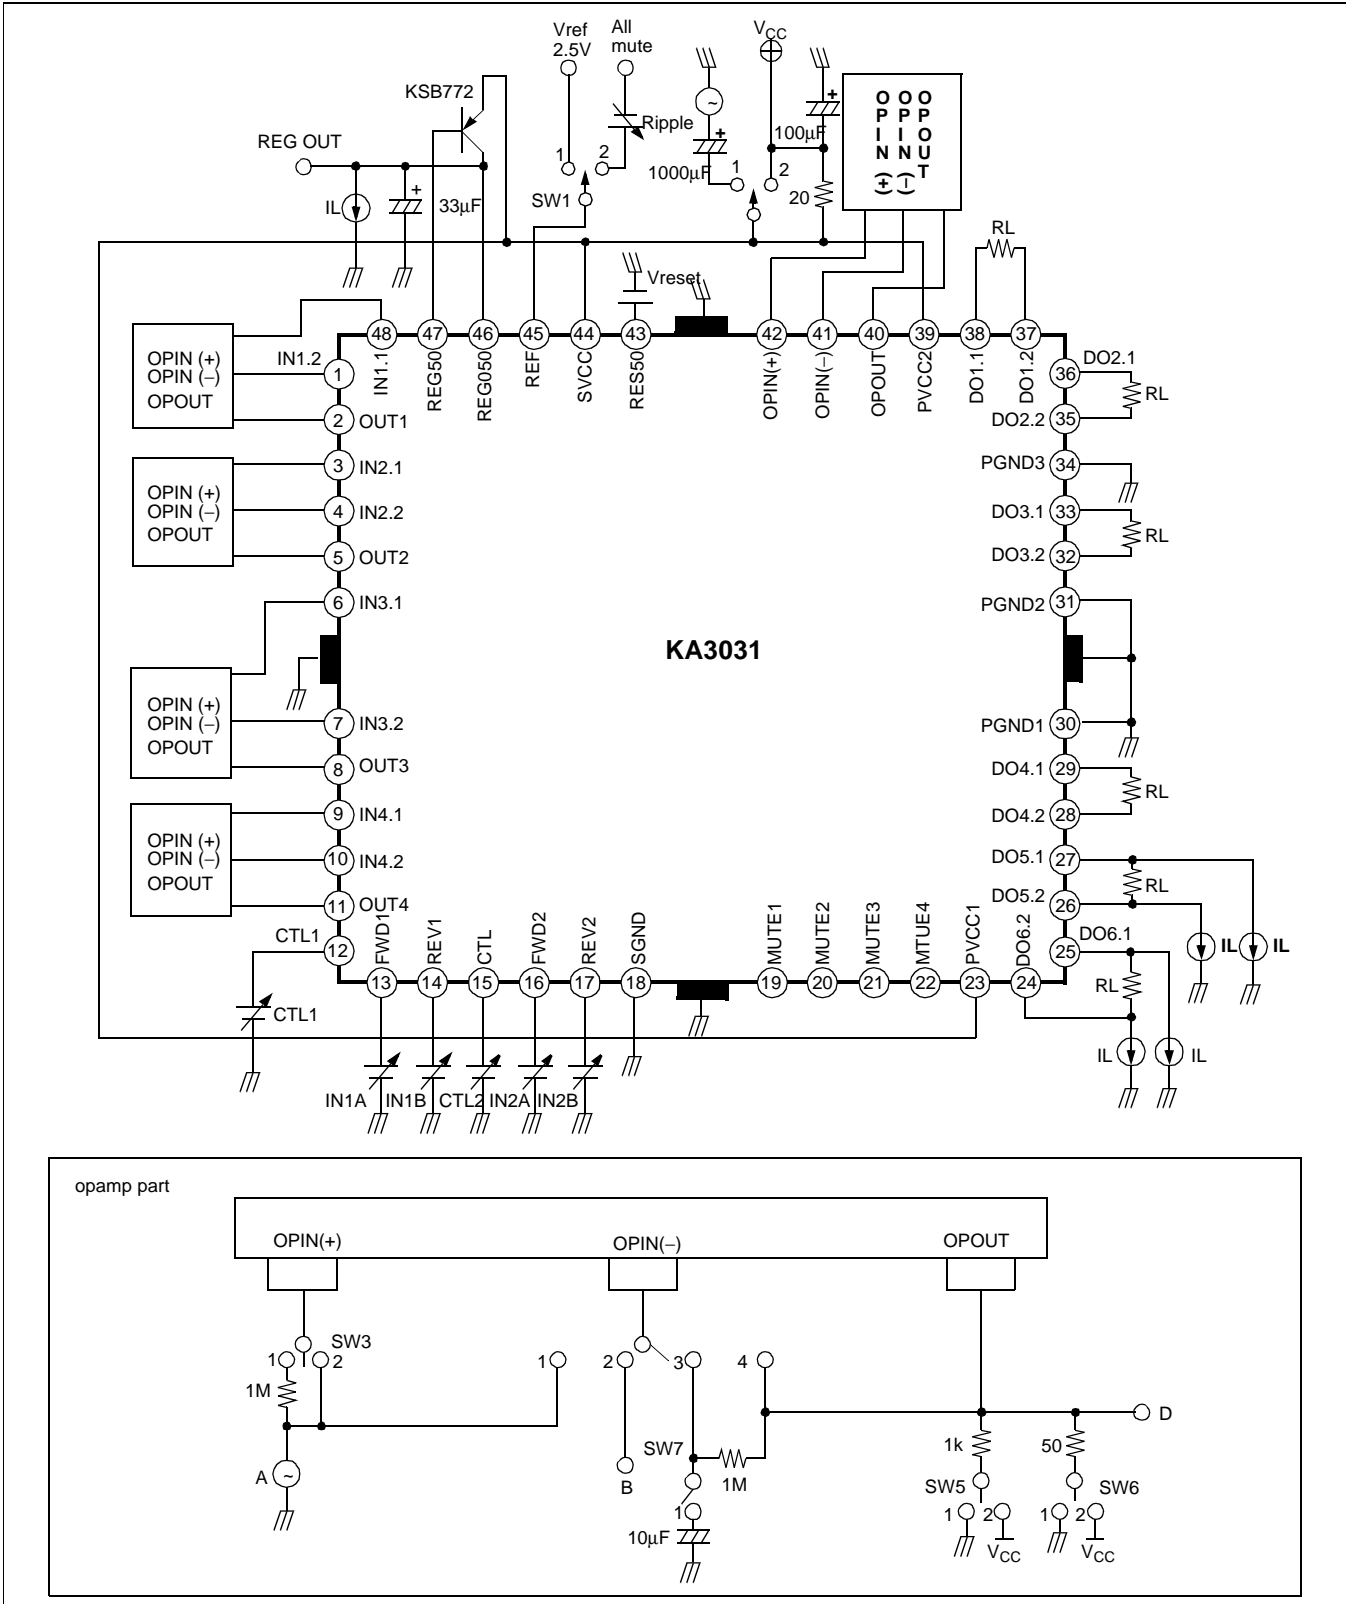 Vref
2.5V
All
mute
VCC
KSB772
Ripple
100µF
OPIN (+)
OPIN (−)
OPOUT
REG OUT
1
2
1000µF
1
2
IL
+
33µF
SW1
20
RL
Vreset
48
47
46
45
44
43
42
41
40
39
38
37
IN1.1
REG50
REG050
REF
SVCC
RES50
OPIN(+)
OPIN(−)
OPOUT
PVCC2
DO1.1
DO1.2
OPIN (+)
OPIN (−)
OPOUT
IN1.2
1
2
OUT1
OPIN (+)
OPIN (−)
OPOUT
3
IN2.1
4
IN2.2
5
OUT2
6
IN3.1
OPIN (+)
OPIN (−)
OPOUT
7
IN3.2
8
OUT3
OPIN (+)
OPIN (−)
OPOUT
9
IN4.1
10
IN4.2
11
OUT4
CTL1
12
KA3031
36
DO2.1
RL
DO2.2
35
PGND3
34
DO3.1
33
RL
DO3.2
32
PGND2
31
PGND1
30
DO4.1
29
RL
DO4.2
28
DO5.1
27
RL
DO5.2
26
25
DO6.1
IL
IL
FWD1
REV1
CTL
FWD2
REV2
SGND
MUTE1
MUTE2
MUTE3
MTUE4
PVCC1
DO6.2
13
14
15
16
17
18
19
20
21
22
23
24
RL
CTL1
IL
IL
IN1A
IN1B
CTL2
IN2A
IN2B
opamp part
OPIN(+)
OPIN(−)
OPOUT
SW3
1
2
1
2
3
4
1M
D
SW7
1M
1k
50
A
B
SW5
SW6
1
1
2
1
2
10µF
VCC
VCC